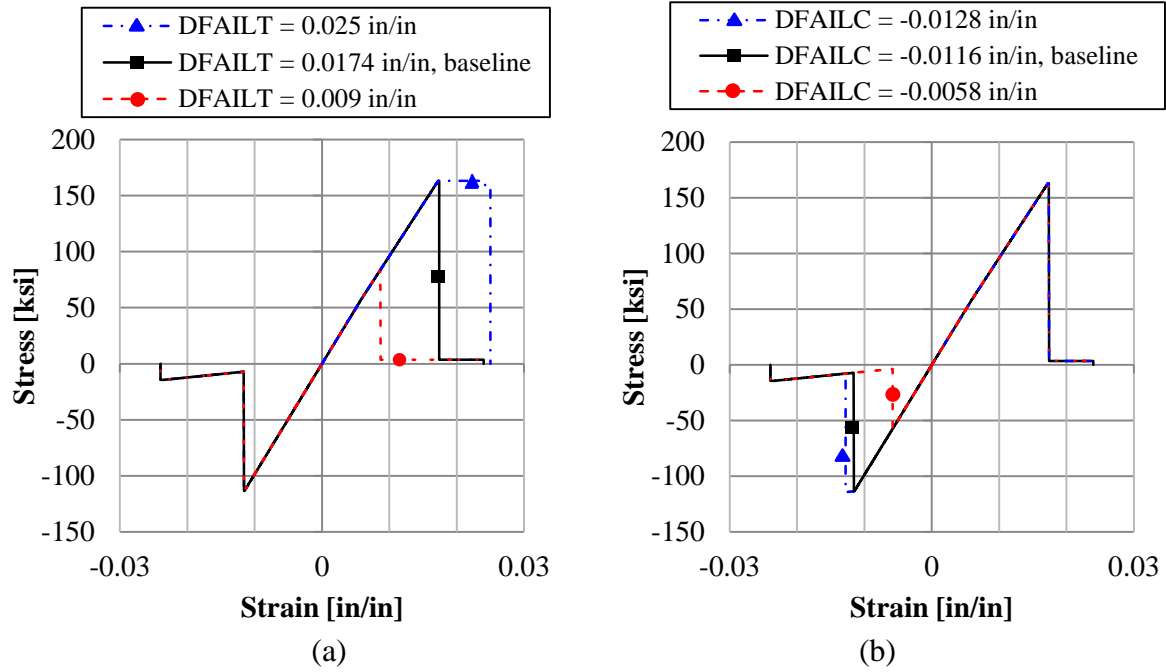 DFAILT = 0.025 in/in
DFAILT = 0.0174 in/in, baseline
DFAILT = 0.009 in/in
200
150
100
50
0
-50
-100
-150
-0.03
0
0.03
Stress [ksi]
Strain [in/in]
(a)
DFAILC = -0.0128 in/in
DFAILC = -0.0116 in/in, baseline
DFAILC = -0.0058 in/in
200
150
100
50
0
-50
-100
-150
-0.03
0
0.03
Stress [ksi]
Strain [in/in]
(b)